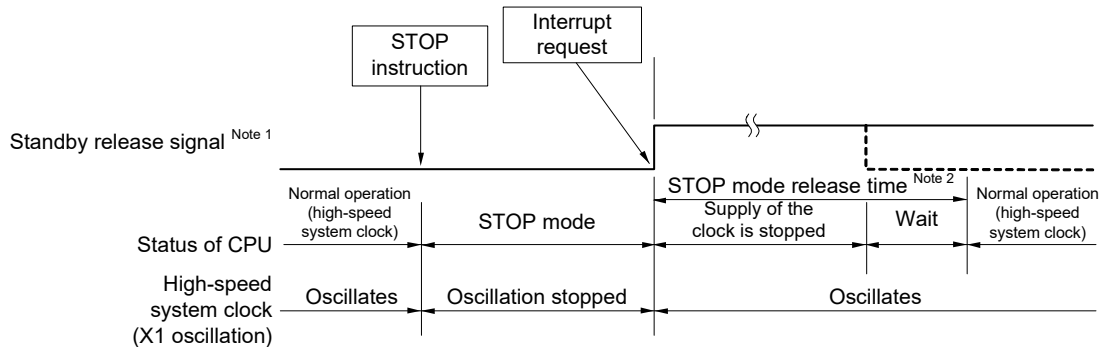 Interrupt
request
STOP
instruction
Standby release signal Note 1
STOP mode release time Note 2
Normal operation
(high-speed
system clock)
STOP mode
Supply of the
clock is stopped
Wait
Normal operation
(high-speed
system clock)
Status of CPU
High-speed
system clock
(X1 oscillation)
Oscillates
Oscillation stopped
Oscillates